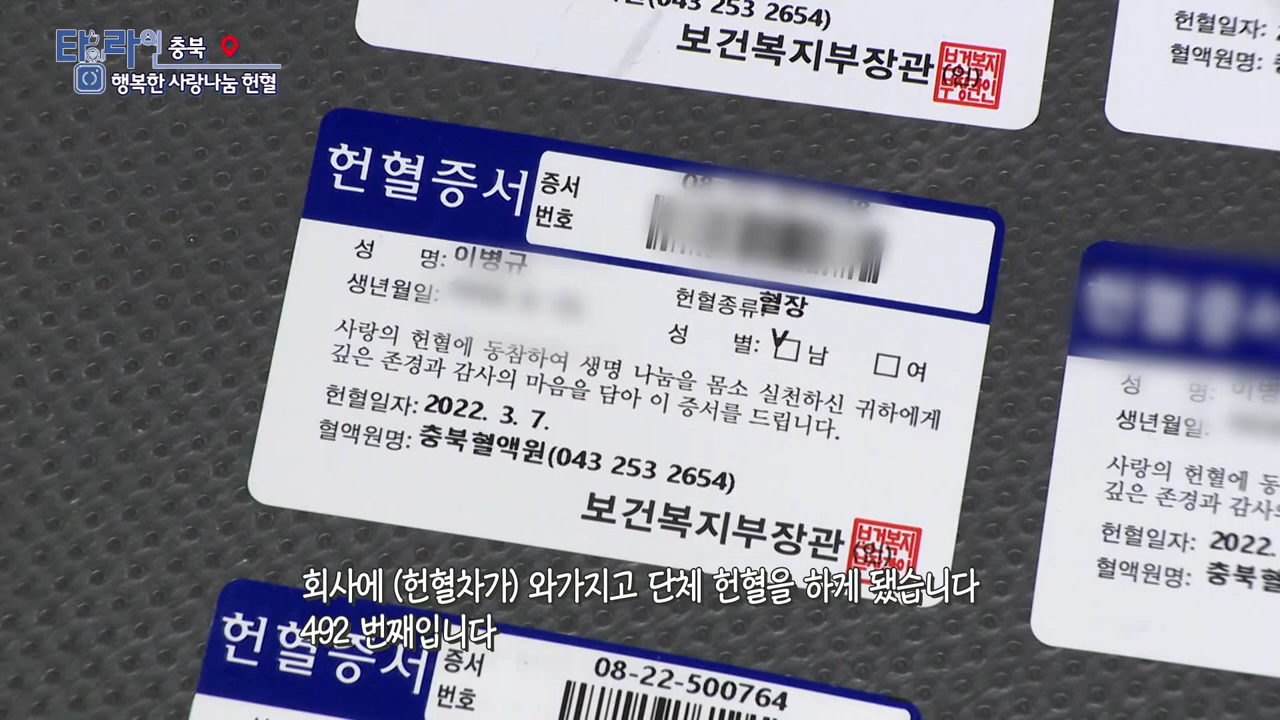 타임라인 충북
행복한 사랑나눔 헌혈
(043 253 2654)
보건복지부장관
헌혈일자:
혈액원명:
헌혈증서
증서
번호
성 명: 이병규
생년월일:
헌혈종류: 혈장
성 별: V □ 남 □ 여
사랑의 헌혈에 동참하여 생명 나눔을 몸소 실천하신 귀하에게
깊은 존경과 감사의 마음을 담아 이 증서를 드립니다.
헌혈일자: 2022. 3. 7.
혈액원명: 충북혈액원(043 253 2654)
보건복지부장관
성 명:
생년월일:
사랑의 헌혈에 동
깊은 존경과 감사의
헌혈일자: 2022.
혈액원명: 충북혈
회사에 (헌혈차가) 와가지고 단체 헌혈을 하게 됐습니다
492 번째입니다
헌혈증서
증서
번호
08-22-500764